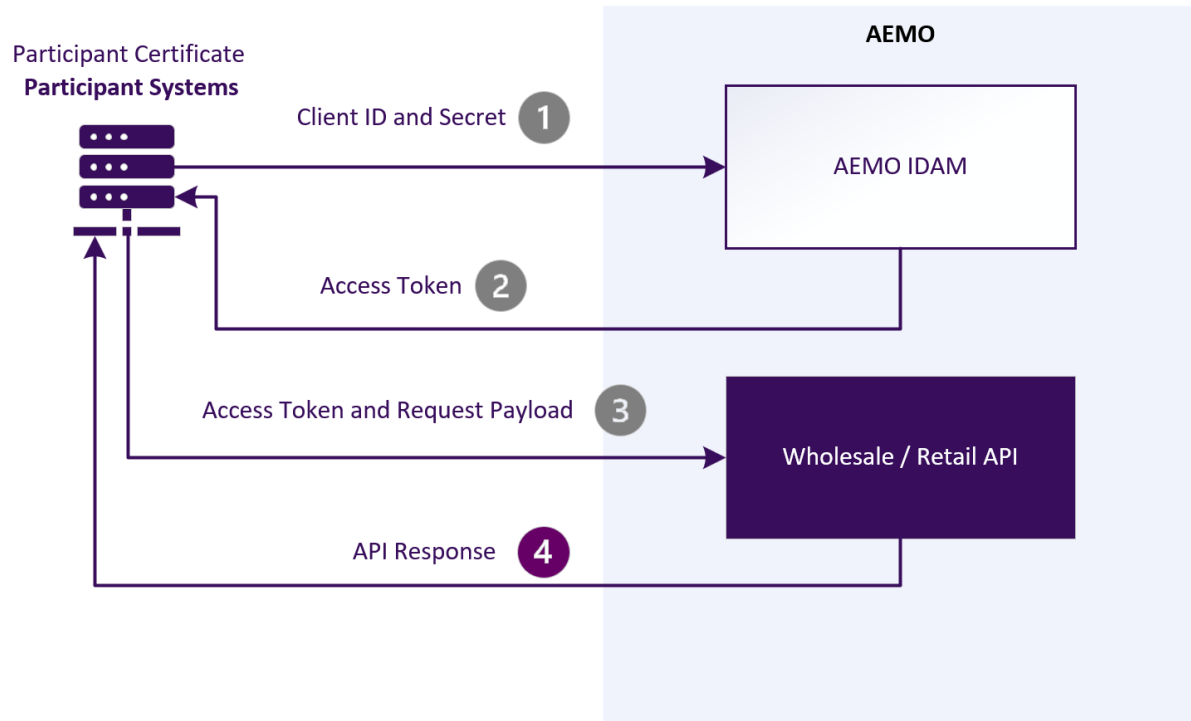 AEMO
Participant Certificate
Participant Systems
Client ID and Secret 1
AEMO IDAM
Access Token 2
Access Token and Request Payload 3
Wholesale / Retail API
API Response 4